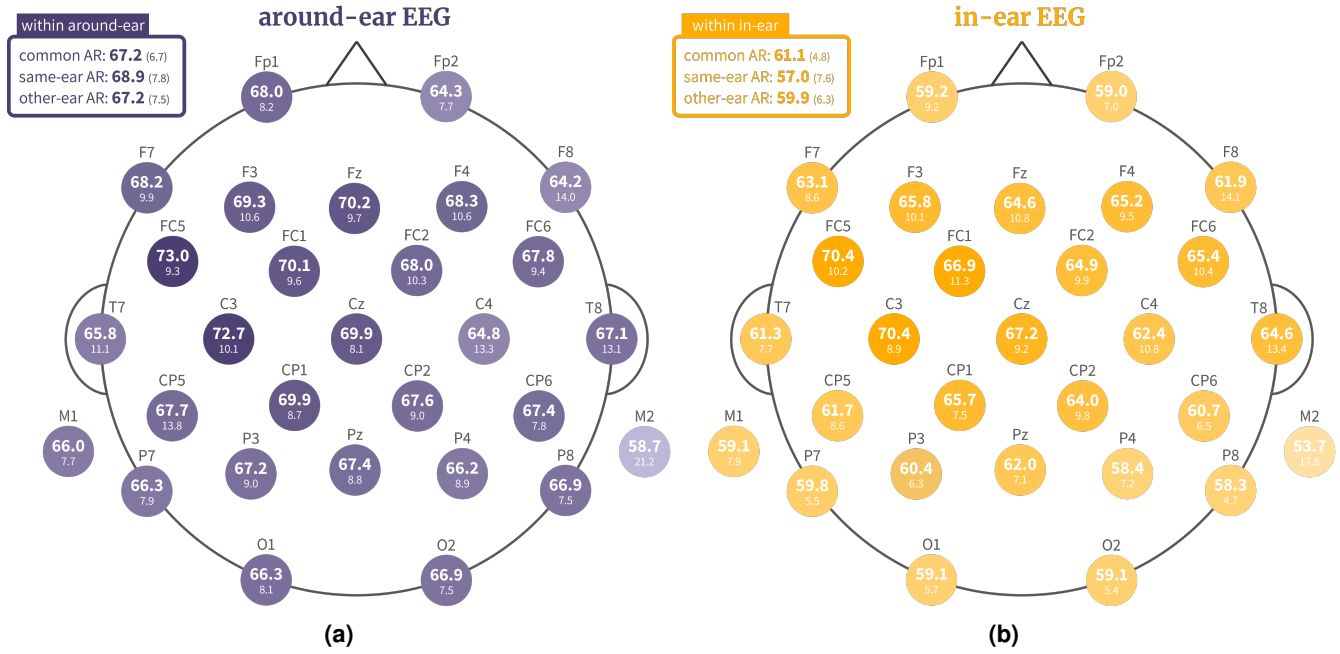 around-ear EEG
within around-ear
common AR: 67.2 (6.7)
same-ear AR: 68.9 (7.8)
other-ear AR: 67.2 (7.5)
Fp1
68.0
8.2
Fp2
64.3
7.7
F7
68.2
9.9
F3
69.3
10.6
Fz
70.2
9.7
F4
68.3
10.6
F8
64.2
14.0
FC5
73.0
9.3
FC1
70.1
9.6
FC2
68.0
10.3
FC6
67.8
9.4
T7
65.8
11.1
C3
72.7
10.1
Cz
69.9
8.1
C4
64.8
13.3
T8
67.1
13.1
CP5
67.7
13.8
CP1
69.9
8.7
CP2
67.6
9.0
CP6
67.4
7.8
M1
66.0
7.7
M2
58.7
21.2
P7
66.3
7.9
P3
67.2
9.0
Pz
67.4
8.8
P4
66.2
8.9
P8
66.9
7.5
O1
66.3
8.1
O2
66.9
7.5
(a)
in-ear EEG
within in-ear
common AR: 61.1 (4.8)
same-ear AR: 57.0 (7.6)
other-ear AR: 59.9 (6.3)
Fp1
59.2
9.2
Fp2
59.0
7.0
F7
63.1
8.6
F3
65.8
10.1
Fz
64.6
10.8
F4
65.2
9.5
F8
61.9
14.1
FC5
70.4
10.2
FC1
66.9
11.3
FC2
64.9
9.9
FC6
65.4
10.4
T7
61.3
7.7
C3
70.4
8.9
Cz
67.2
9.2
C4
62.4
10.8
T8
64.6
13.4
CP5
61.7
8.6
CP1
65.7
7.5
CP2
64.0
9.8
CP6
60.7
6.5
M1
59.1
7.9
M2
53.7
17.8
P7
59.8
5.5
P3
60.4
6.3
Pz
62.0
7.1
P4
58.4
7.2
P8
58.3
4.7
O1
59.1
5.7
O2
59.1
5.4
(b)